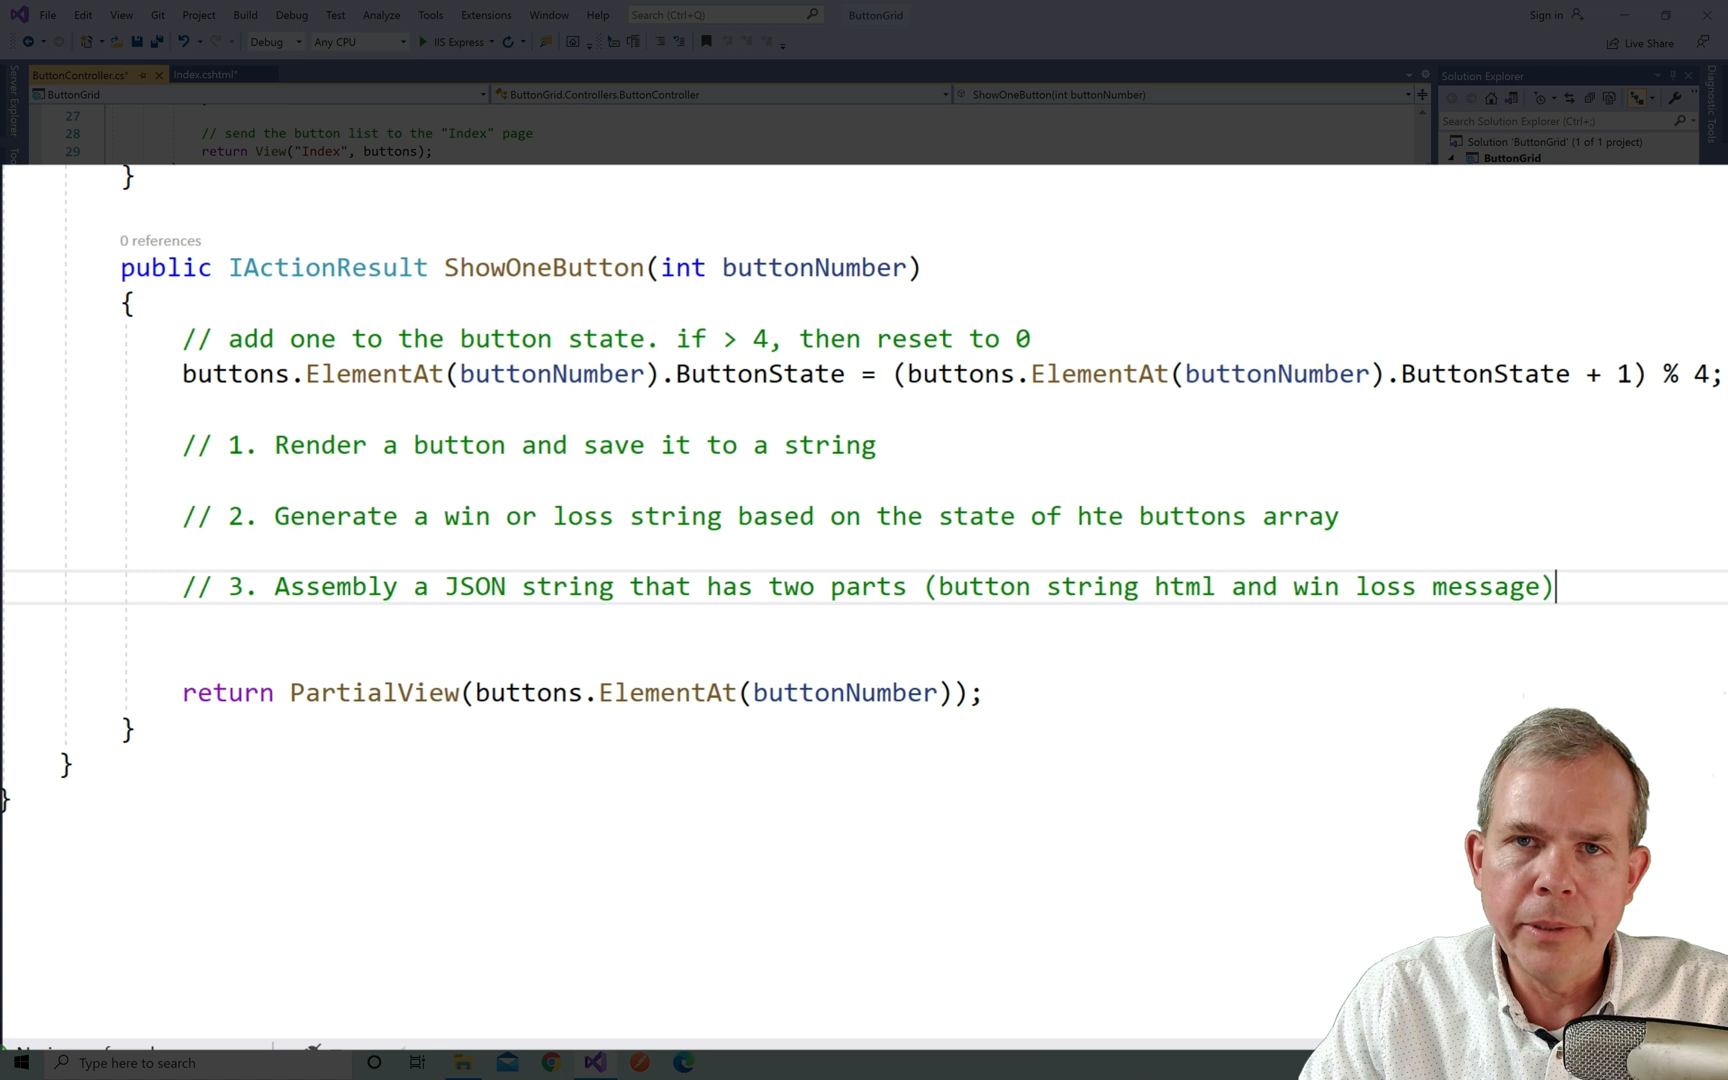 File Edit View Git Project Build Debug Test Analyze Tools Extensions Window Help Search (Ctrl+Q) ButtonGrid Sign in
Debug Any CPU IIS Express Live Share
ButtonController.cs* Index.cshtml* Solution Explorer
ButtonGrid ButtonGrid.Controllers.ButtonController ShowOneButton(int buttonNumber)
Server Explorer
Diagnostic Tools
Search Solution Explorer (Ctrl+;)
Solution 'ButtonGrid' (1 of 1 project)
ButtonGrid
27
28 // send the button list to the "Index" page
29 return View("Index", buttons);
}
0 references
public IActionResult ShowOneButton(int buttonNumber)
{
// add one to the button state. if > 4, then reset to 0
buttons.ElementAt(buttonNumber).ButtonState = (buttons.ElementAt(buttonNumber).ButtonState + 1) % 4;
// 1. Render a button and save it to a string
// 2. Generate a win or loss string based on the state of hte buttons array
// 3. Assembly a JSON string that has two parts (button string html and win loss message)
return PartialView(buttons.ElementAt(buttonNumber));
}
}
}
Type here to search